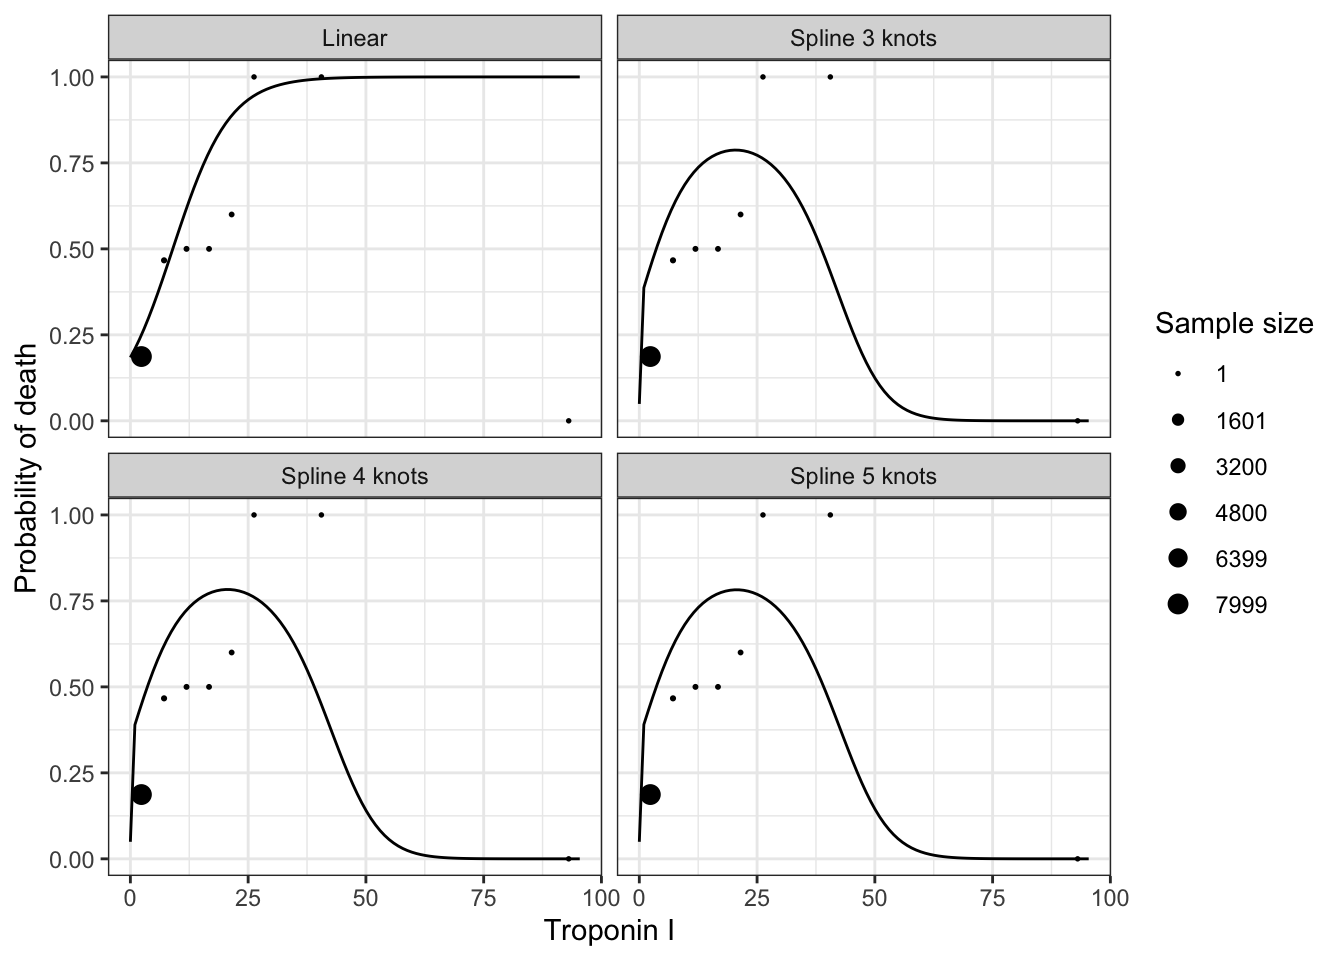 Linear
Spline 3 knots
1.00
0.75
0.50
0.25
0.00
Spline 4 knots
Spline 5 knots
1.00
0.75
0.50
0.25
0.00
0 25 50 75 100
0 25 50 75 100
Troponin I
Probability of death
Sample size
1
1601
3200
4800
6399
7999